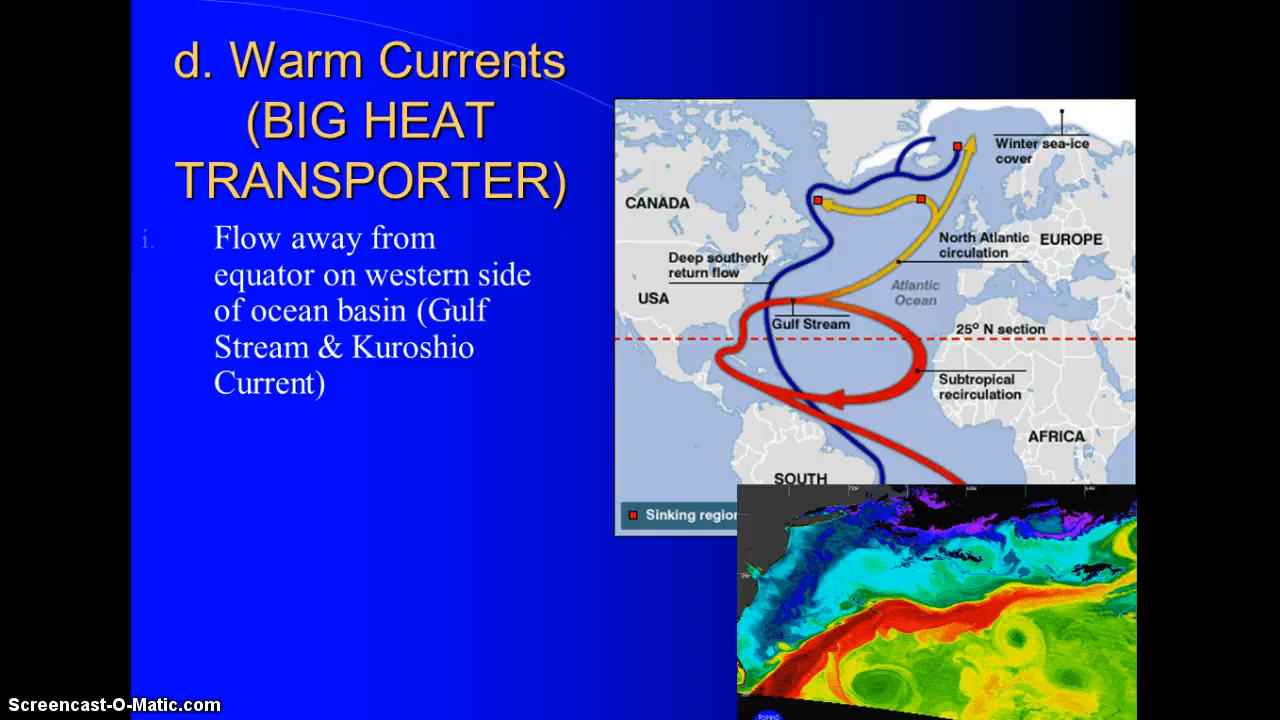 d. Warm Currents
(BIG HEAT
TRANSPORTER)
i. Flow away from
equator on western side
of ocean basin (Gulf
Stream & Kuroshio
Current)
Winter sea-ice
cover
CANADA
North Atlantic
circulation
EUROPE
Deep southerly
return flow
USA
Atlantic
Ocean
Gulf Stream
25° N section
Subtropical
recirculation
AFRICA
SOUTH
Sinking region
RSMAS
Screencast-O-Matic.com